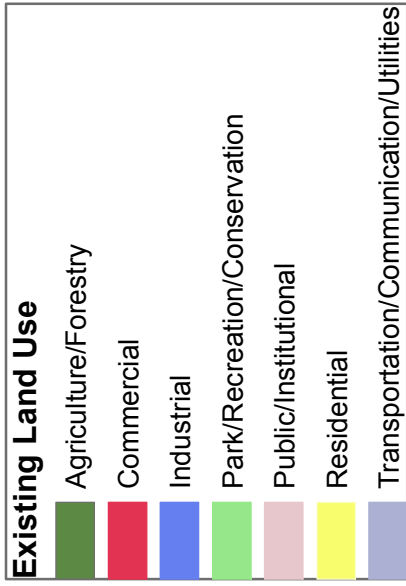 Existing Land Use
Agriculture/Forestry
Commercial
Industrial
Park/Recreation/Conservation
Public/Institutional
Residential
Transportation/Communication/Utilities